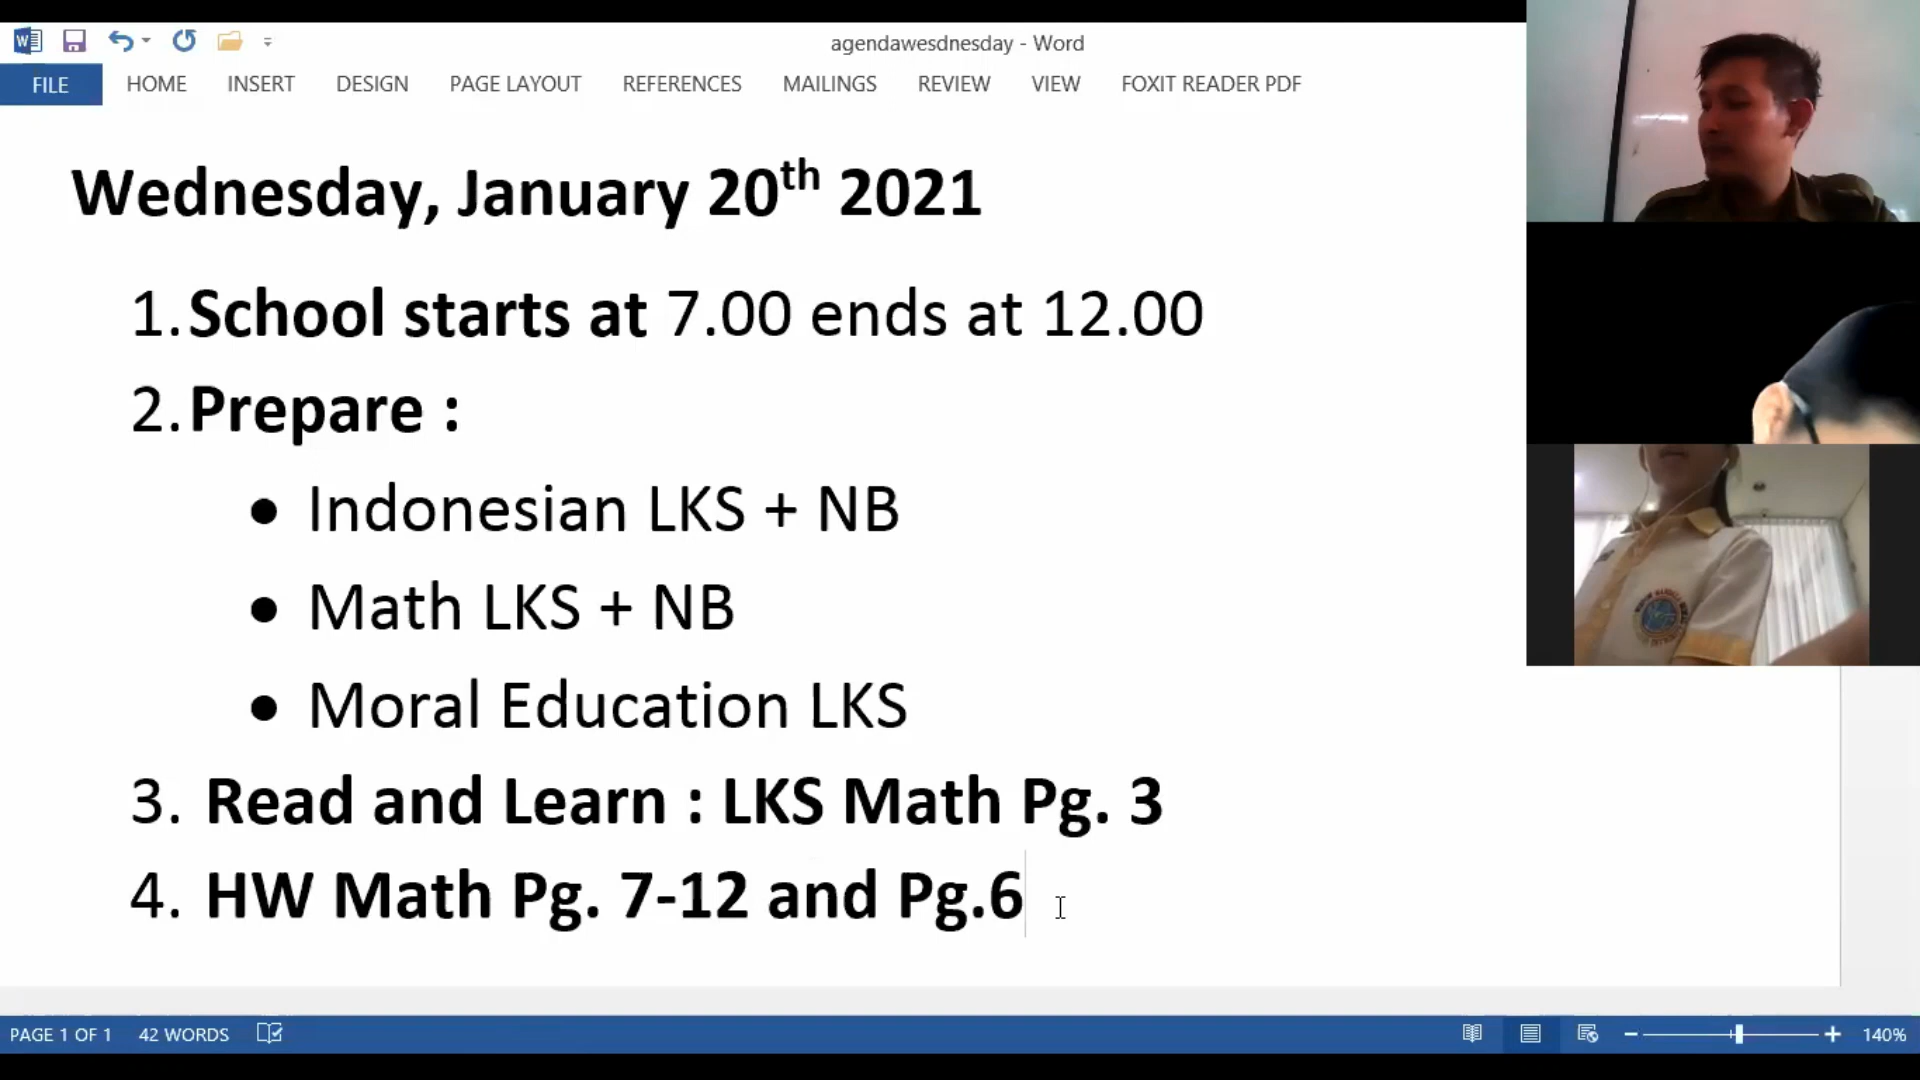 agendawesdnesday - Word
FILE HOME INSERT DESIGN PAGE LAYOUT REFERENCES MAILINGS REVIEW VIEW FOXIT READER PDF
Wednesday, January 20th 2021
1. School starts at 7.00 ends at 12.00
2. Prepare :
● Indonesian LKS + NB
● Math LKS + NB
● Moral Education LKS
3. Read and Learn : LKS Math Pg. 3
4. HW Math Pg. 7-12 and Pg.6
PAGE 1 OF 1 42 WORDS 140%